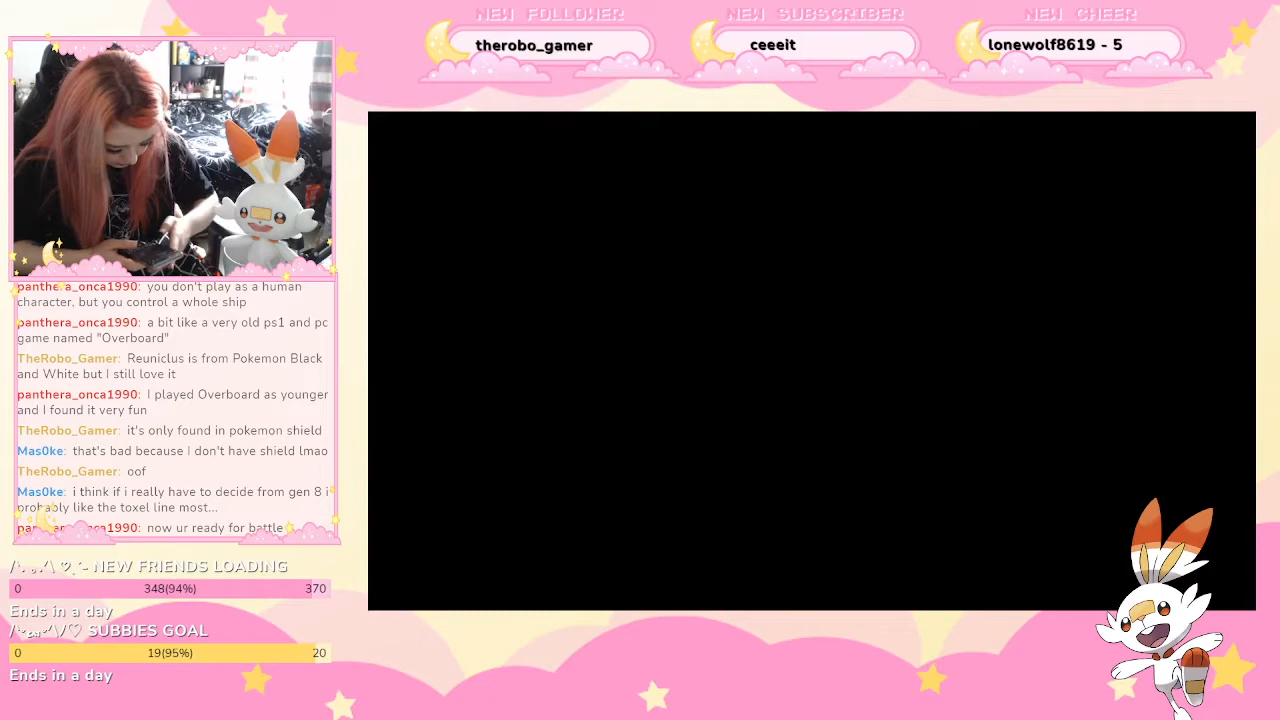 NEW FOLLOWER
therobo_gamer
NEW SUBSCRIBER
ceeeit
NEW CHEER
lonewolf8619 - 5
panthera_onca1990: you don't play as a human
character, but you control a whole ship
panthera_onca1990: a bit like a very old ps1 and pc
game named "Overboard"
TheRobo_Gamer: Reuniclus is from Pokemon Black
and White but I still love it
panthera_onca1990: I played Overboard as younger
and I found it very fun
TheRobo_Gamer: it's only found in pokemon shield
Mas0ke: that's bad because I don't have shield lmao
TheRobo_Gamer: oof
Mas0ke: i think if i really have to decide from gen 8 i
probably like the toxel line most...
panthera_onca1990: now ur ready for battle
NEW FRIENDS LOADING
0 348(94%) 370
Ends in a day
SUBBIES GOAL
0 19(95%) 20
Ends in a day